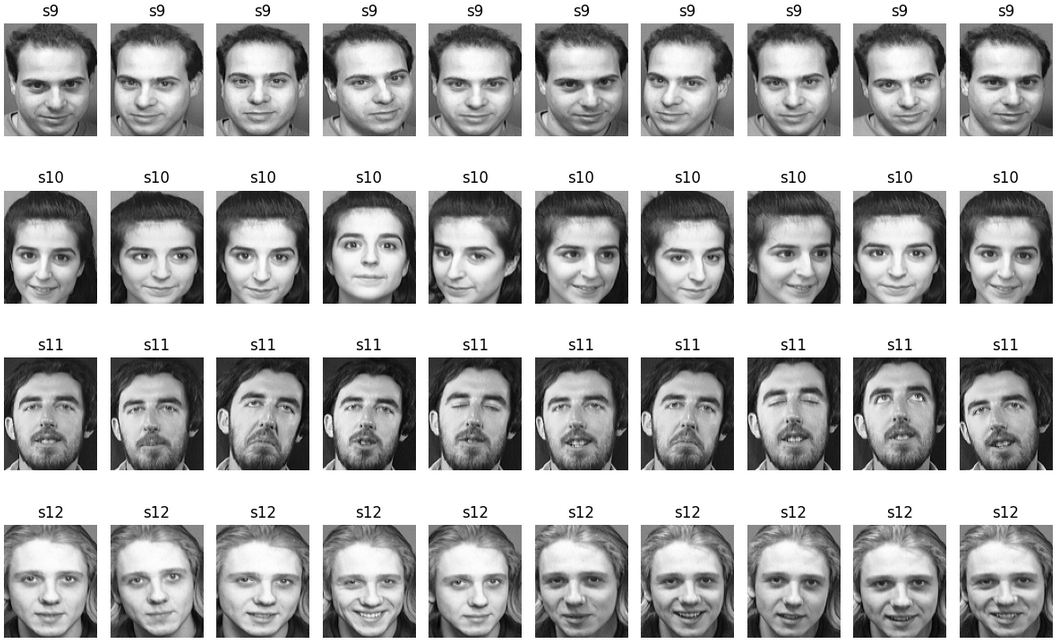 s9 s9 s9 s9 s9 s9 s9 s9 s9 s9
s10 s10 s10 s10 s10 s10 s10 s10 s10 s10
s11 s11 s11 s11 s11 s11 s11 s11 s11 s11
s12 s12 s12 s12 s12 s12 s12 s12 s12 s12